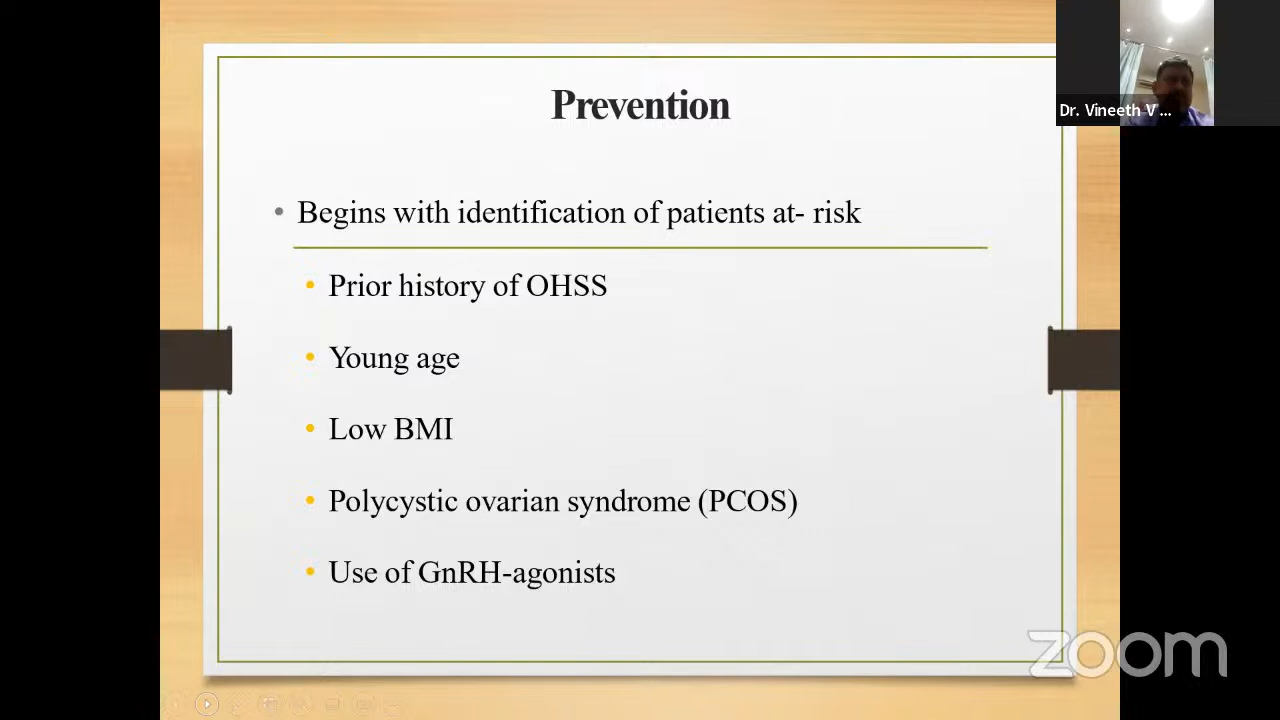 Prevention
Dr. Vineeth V ...
• Begins with identification of patients at- risk
• Prior history of OHSS
• Young age
• Low BMI
• Polycystic ovarian syndrome (PCOS)
• Use of GnRH-agonists
zoom